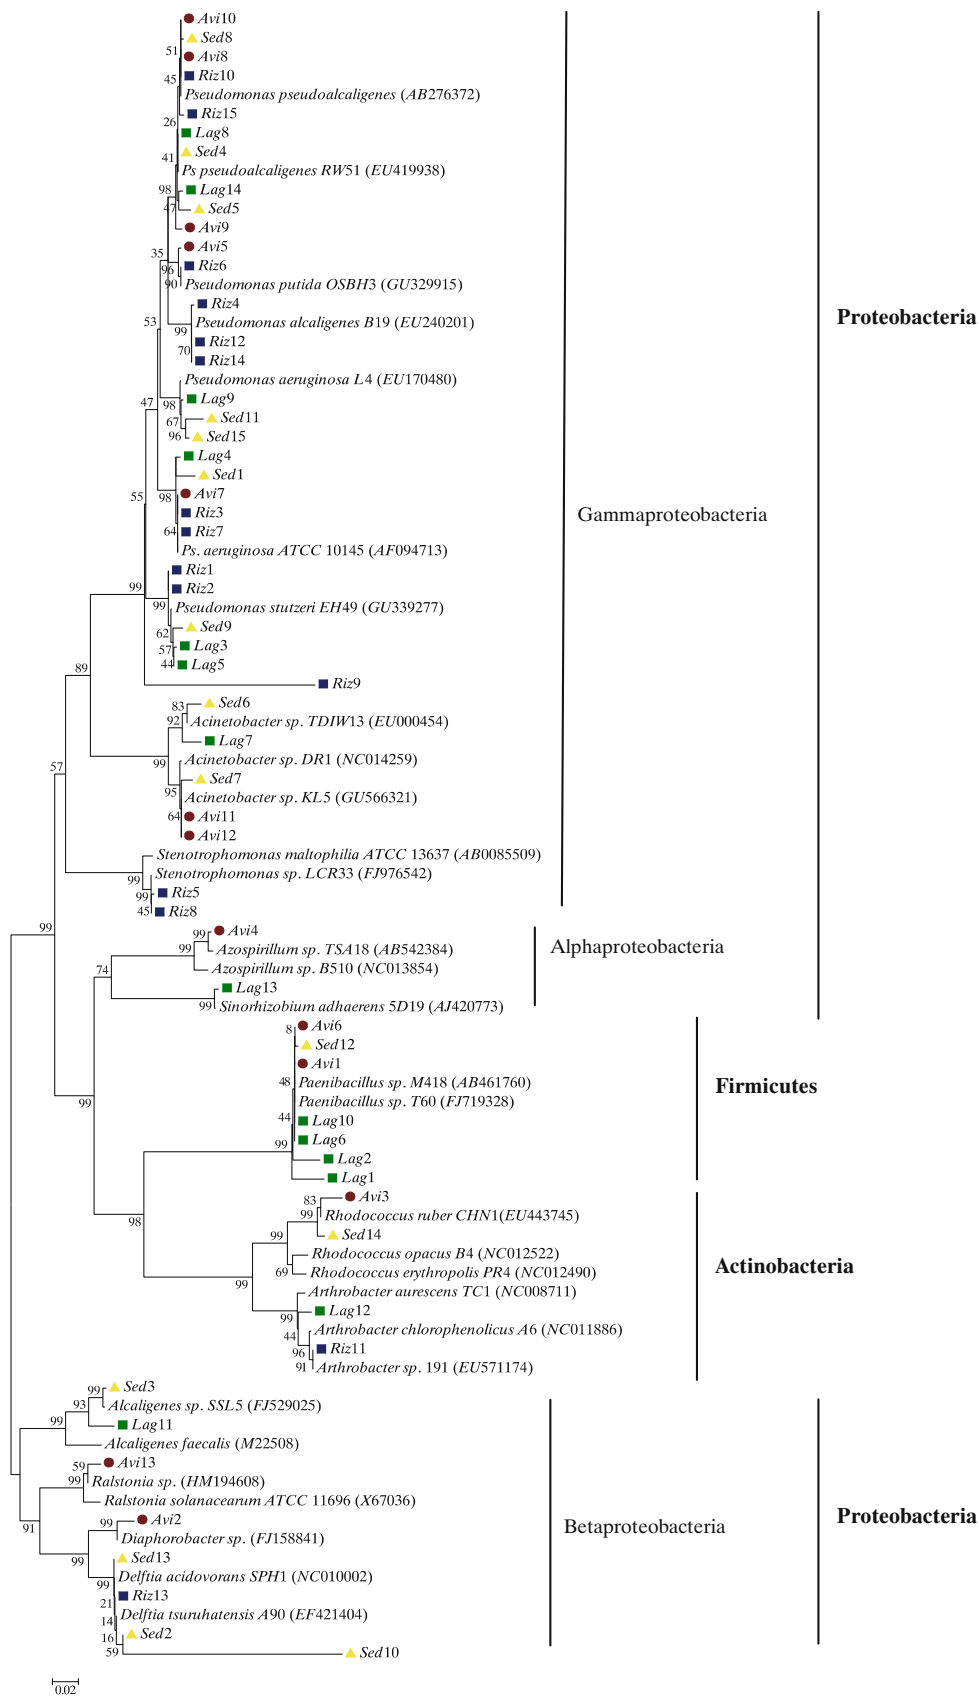 Avi10
Sed8
51
Avi8
45
Riz10
Pseudomonas pseudoalcaligenes (AB276372)
Riz15
26
Lag8
41
Sed4
Ps pseudoalcaligenes RW51 (EU419938)
98
Lag14
47
Sed5
Avi9
35
Avi5
96
Riz6
90
Pseudomonas putida OSBH3 (GU329915)
Riz4
53
Pseudomonas alcaligenes B19 (EU240201)
Proteobacteria
99
Riz12
70
Riz14
Pseudomonas aeruginosa L4 (EU170480)
47
98
Lag9
67
Sed11
96
Sed15
Lag4
Sed1
55
98
Avi7
Riz3
Gammaproteobacteria
64
Riz7
Ps. aeruginosa ATCC 10145 (AF094713)
Riz1
99
Riz2
99
Pseudomonas stutzeri EH49 (GU339277)
62
Sed9
57
Lag3
44
Lag5
89
Riz9
83
Sed6
92
Acinetobacter sp. TDIW13 (EU000454)
Lag7
99
Acinetobacter sp. DR1 (NC014259)
57
Sed7
95
Acinetobacter sp. KL5 (GU566321)
64
Avi11
Avi12
Stenotrophomonas maltophilia ATCC 13637 (AB0085509)
99
Stenotrophomonas sp. LCR33 (FJ976542)
99
Riz5
45
Riz8
99
99
Avi4
Alphaproteobacteria
99
Azospirillum sp. TSA18 (AB542384)
74
Azospirillum sp. B510 (NC013854)
Lag13
99
Sinorhizobium adhaerens 5D19 (AJ420773)
8
Avi6
Sed12
Avi1
48
Paenibacillus sp. M418 (AB461760)
Firmicutes
99
Paenibacillus sp. T60 (FJ719328)
44
Lag10
99
Lag6
Lag2
Lag1
83
Avi3
98
99
Rhodococcus ruber CHN1(EU443745)
99
Sed14
Rhodococcus opacus B4 (NC012522)
69
Rhodococcus erythropolis PR4 (NC012490)
Actinobacteria
99
Arthrobacter aurescens TC1 (NC008711)
99
Lag12
44
Arthrobacter chlorophenolicus A6 (NC011886)
96
Riz11
91
Arthrobacter sp. 191 (EU571174)
99
Sed3
93
Alcaligenes sp. SSL5 (FJ529025)
99
Lag11
Alcaligenes faecalis (M22508)
59
Avi13
99
Ralstonia sp. (HM194608)
Ralstonia solanacearum ATCC 11696 (X67036)
91
99
Avi2
Betaproteobacteria
Proteobacteria
Diaphorobacter sp. (FJ158841)
99
Sed13
99
Delftia acidovorans SPH1 (NC010002)
21
Riz13
14
Delftia tsuruhatensis A90 (EF421404)
16
Sed2
59
Sed10
0.02